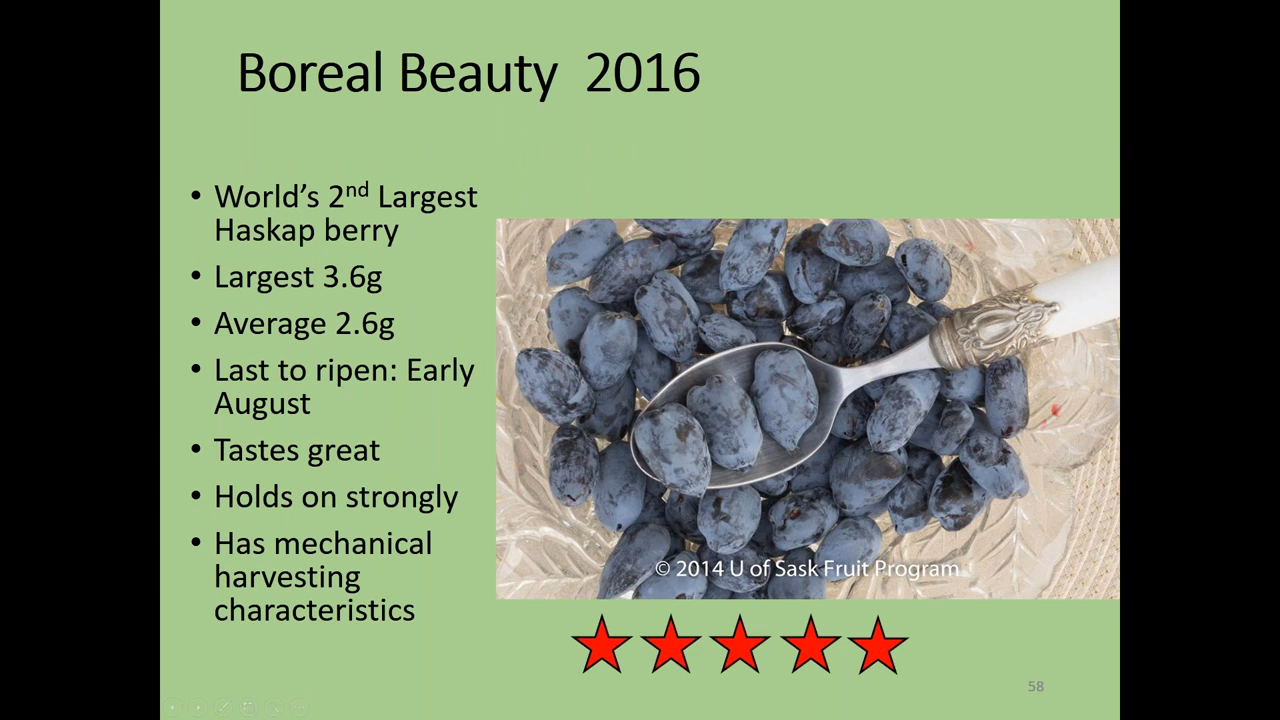 Boreal Beauty 2016
• World's 2nd Largest
Haskap berry
• Largest 3.6g
• Average 2.6g
• Last to ripen: Early
August
• Tastes great
• Holds on strongly
• Has mechanical
harvesting
characteristics
© 2014 U of Sask Fruit Program
58